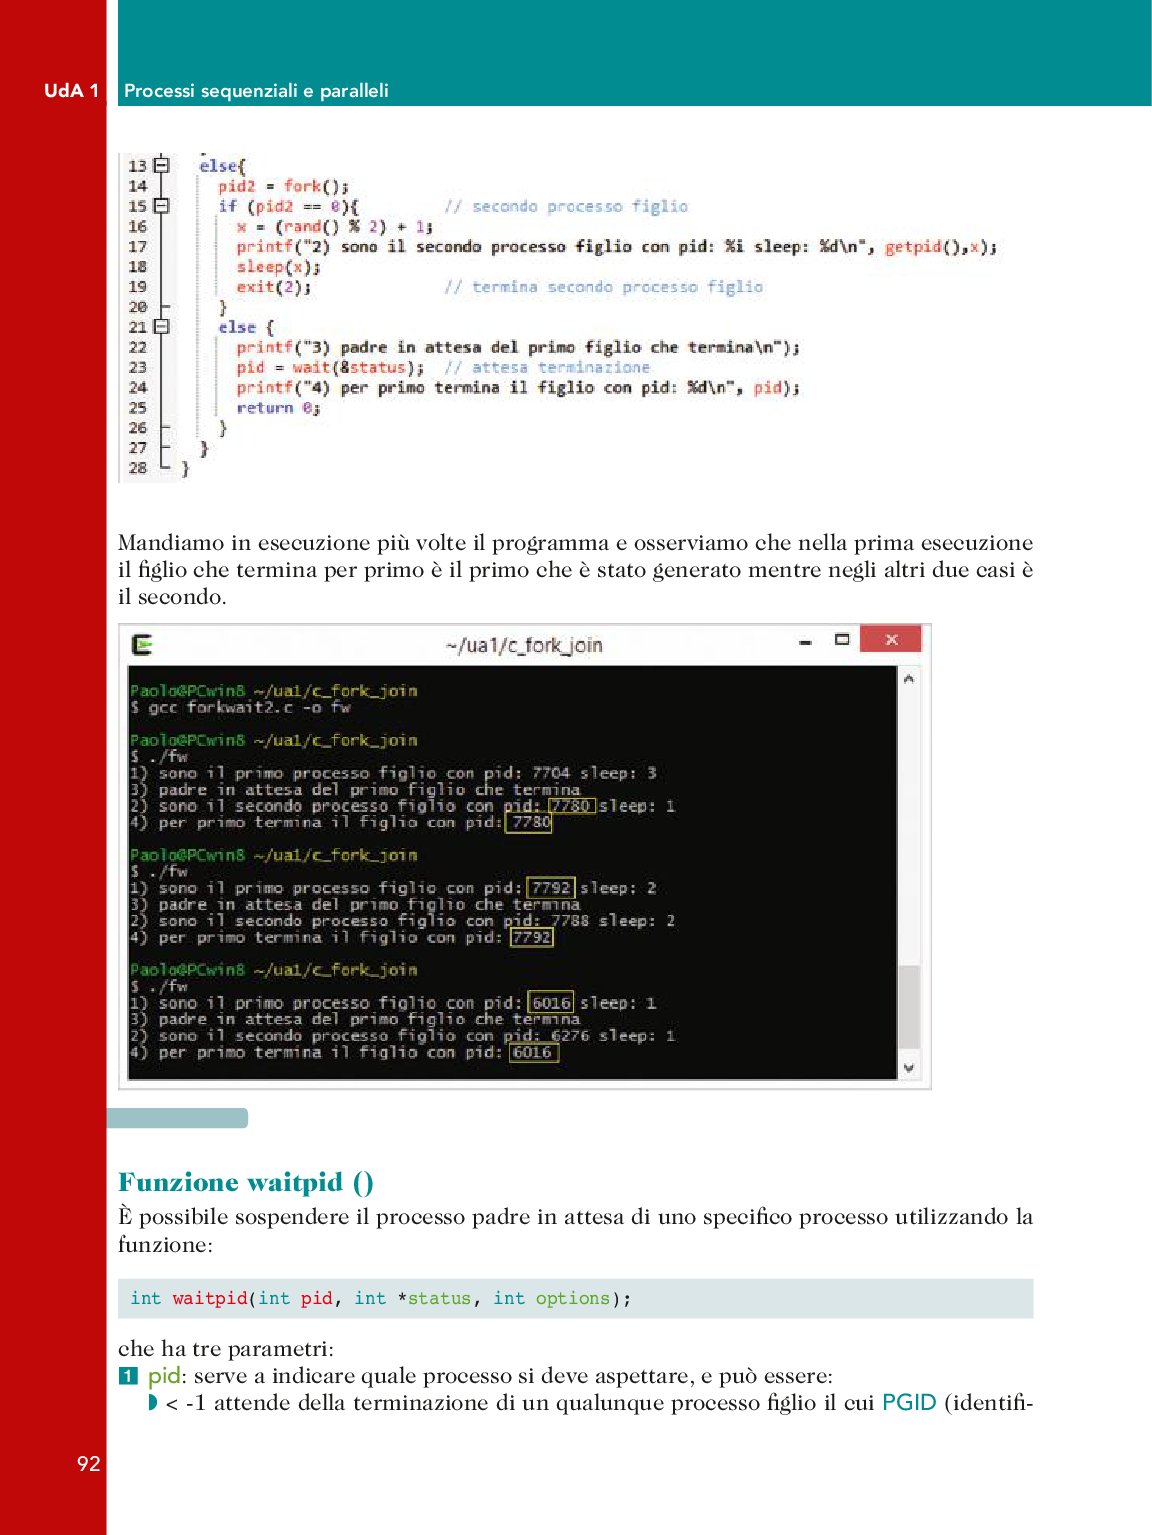 UdA 1 Processi sequenziali e paralleli
13 else{
14 pid2 = fork();
15 if (pid2 == 0){ // secondo processo figlio
16 x = (rand() % 2) + 1;
17 printf("2) sono il secondo processo figlio con pid: %i sleep: %d\n", getpid(),x);
18 sleep(x);
19 exit(2); // termina secondo processo figlio
20 }
21 else {
22 printf("3) padre in attesa del primo figlio che termina\n");
23 pid = wait(&status); // attesa terminazione
24 printf("4) per primo termina il figlio con pid: %d\n", pid);
25 return 0;
26 }
27 }
28 }
Mandiamo in esecuzione più volte il programma e osserviamo che nella prima esecuzione
il figlio che termina per primo è il primo che è stato generato mentre negli altri due casi è
il secondo.
~/ua1/c_fork_join
Paolo@PCwin8 ~/ua1/c_fork_join
$ gcc forkwait2.c -o fw
Paolo@PCwin8 ~/ua1/c_fork_join
$ ./fw
1) sono il primo processo figlio con pid: 7704 sleep: 3
3) padre in attesa del primo figlio che termina
2) sono il secondo processo figlio con pid: 7780 sleep: 1
4) per primo termina il figlio con pid: 7780
Paolo@PCwin8 ~/ua1/c_fork_join
$ ./fw
1) sono il primo processo figlio con pid: 7792 sleep: 2
3) padre in attesa del primo figlio che termina
2) sono il secondo processo figlio con pid: 7788 sleep: 2
4) per primo termina il figlio con pid: 7792
Paolo@PCwin8 ~/ua1/c_fork_join
$ ./fw
1) sono il primo processo figlio con pid: 6016 sleep: 1
3) padre in attesa del primo figlio che termina
2) sono il secondo processo figlio con pid: 6276 sleep: 1
4) per primo termina il figlio con pid: 6016
Funzione waitpid ()
È possibile sospendere il processo padre in attesa di uno specifico processo utilizzando la
funzione:
int waitpid(int pid, int *status, int options);
che ha tre parametri:
1 pid: serve a indicare quale processo si deve aspettare, e può essere:
◗ < -1 attende della terminazione di un qualunque processo figlio il cui PGID (identifi-
92